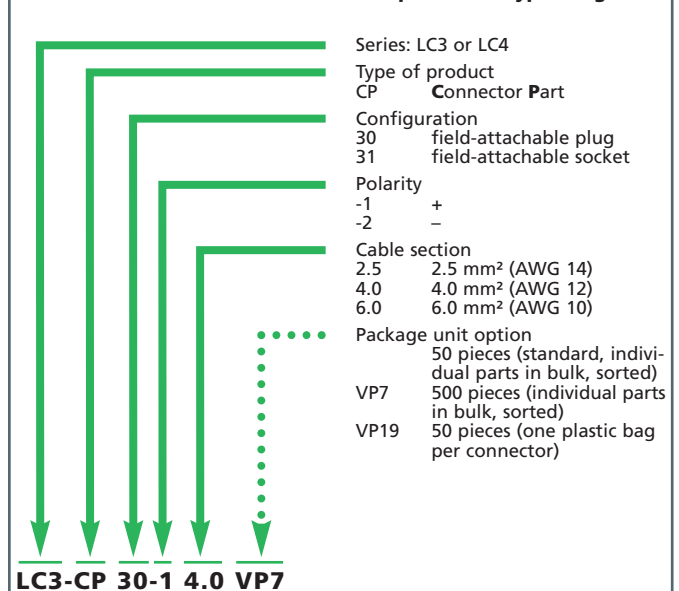 Series: LC3 or LC4
Type of product
CP Connector Part
Configuration
30 field-attachable plug
31 field-attachable socket
Polarity
-1 +
-2 –
Cable section
2.5 2.5 mm² (AWG 14)
4.0 4.0 mm² (AWG 12)
6.0 6.0 mm² (AWG 10)
Package unit option
50 pieces (standard, indivi-
dual parts in bulk, sorted)
VP7 500 pieces (individual parts
in bulk, sorted)
VP19 50 pieces (one plastic bag
per connector)
LC3-CP 30-1 4.0 VP7